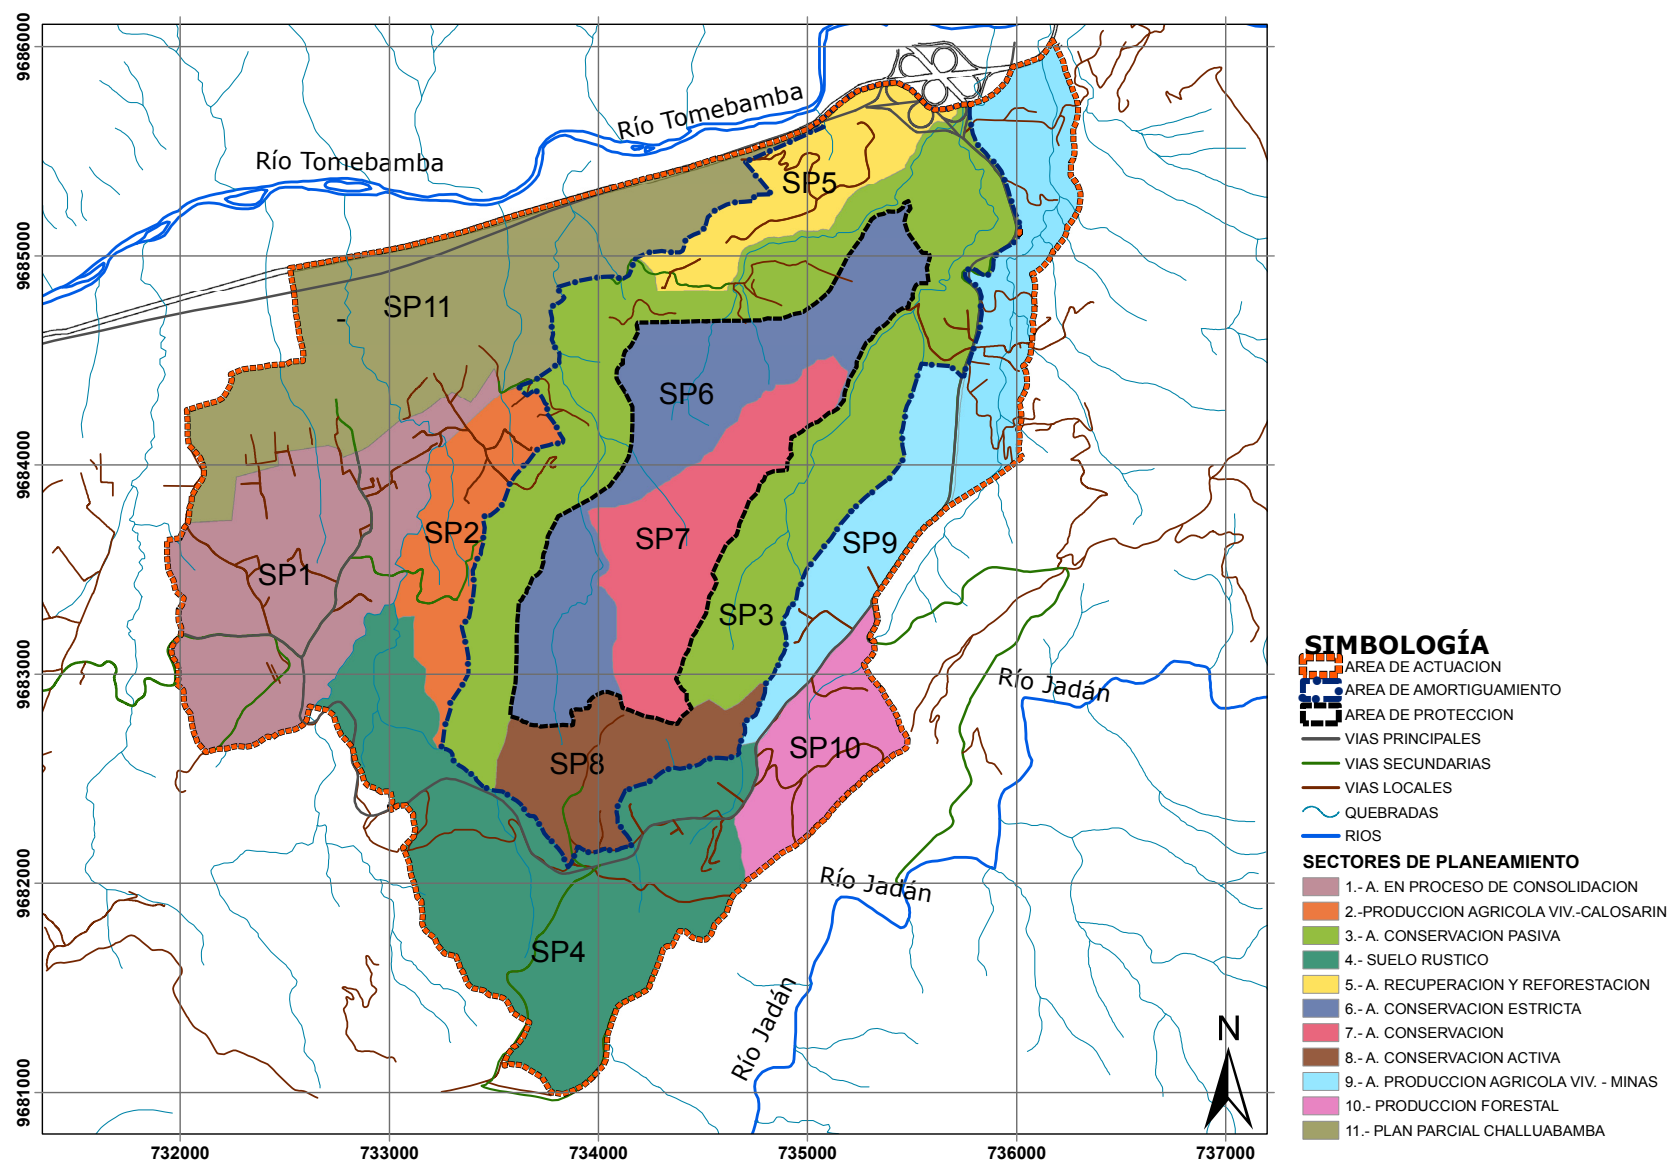 9686000
9685000
9684000
9683000
9682000
9681000
732000
733000
734000
735000
736000
737000
Río Tomebamba
Río Tomebamba
SP5
SP11
SP6
SP2
SP7
SP9
SP1
SP3
Río Jadán
SP10
SP8
Río Jadán
SP4
Río Jadán
N
SIMBOLOGÍA
AREA DE ACTUACION
AREA DE AMORTIGUAMIENTO
AREA DE PROTECCION
VIAS PRINCIPALES
VIAS SECUNDARIAS
VIAS LOCALES
QUEBRADAS
RIOS
SECTORES DE PLANEAMIENTO
1.- A. EN PROCESO DE CONSOLIDACION
2.-PRODUCCION AGRICOLA VIV.-CALOSARIN
3.- A. CONSERVACION PASIVA
4.- SUELO RUSTICO
5.- A. RECUPERACION Y REFORESTACION
6.- A. CONSERVACION ESTRICTA
7.- A. CONSERVACION
8.- A. CONSERVACION ACTIVA
9.- A. PRODUCCION AGRICOLA VIV. - MINAS
10.- PRODUCCION FORESTAL
11.- PLAN PARCIAL CHALLUABAMBA